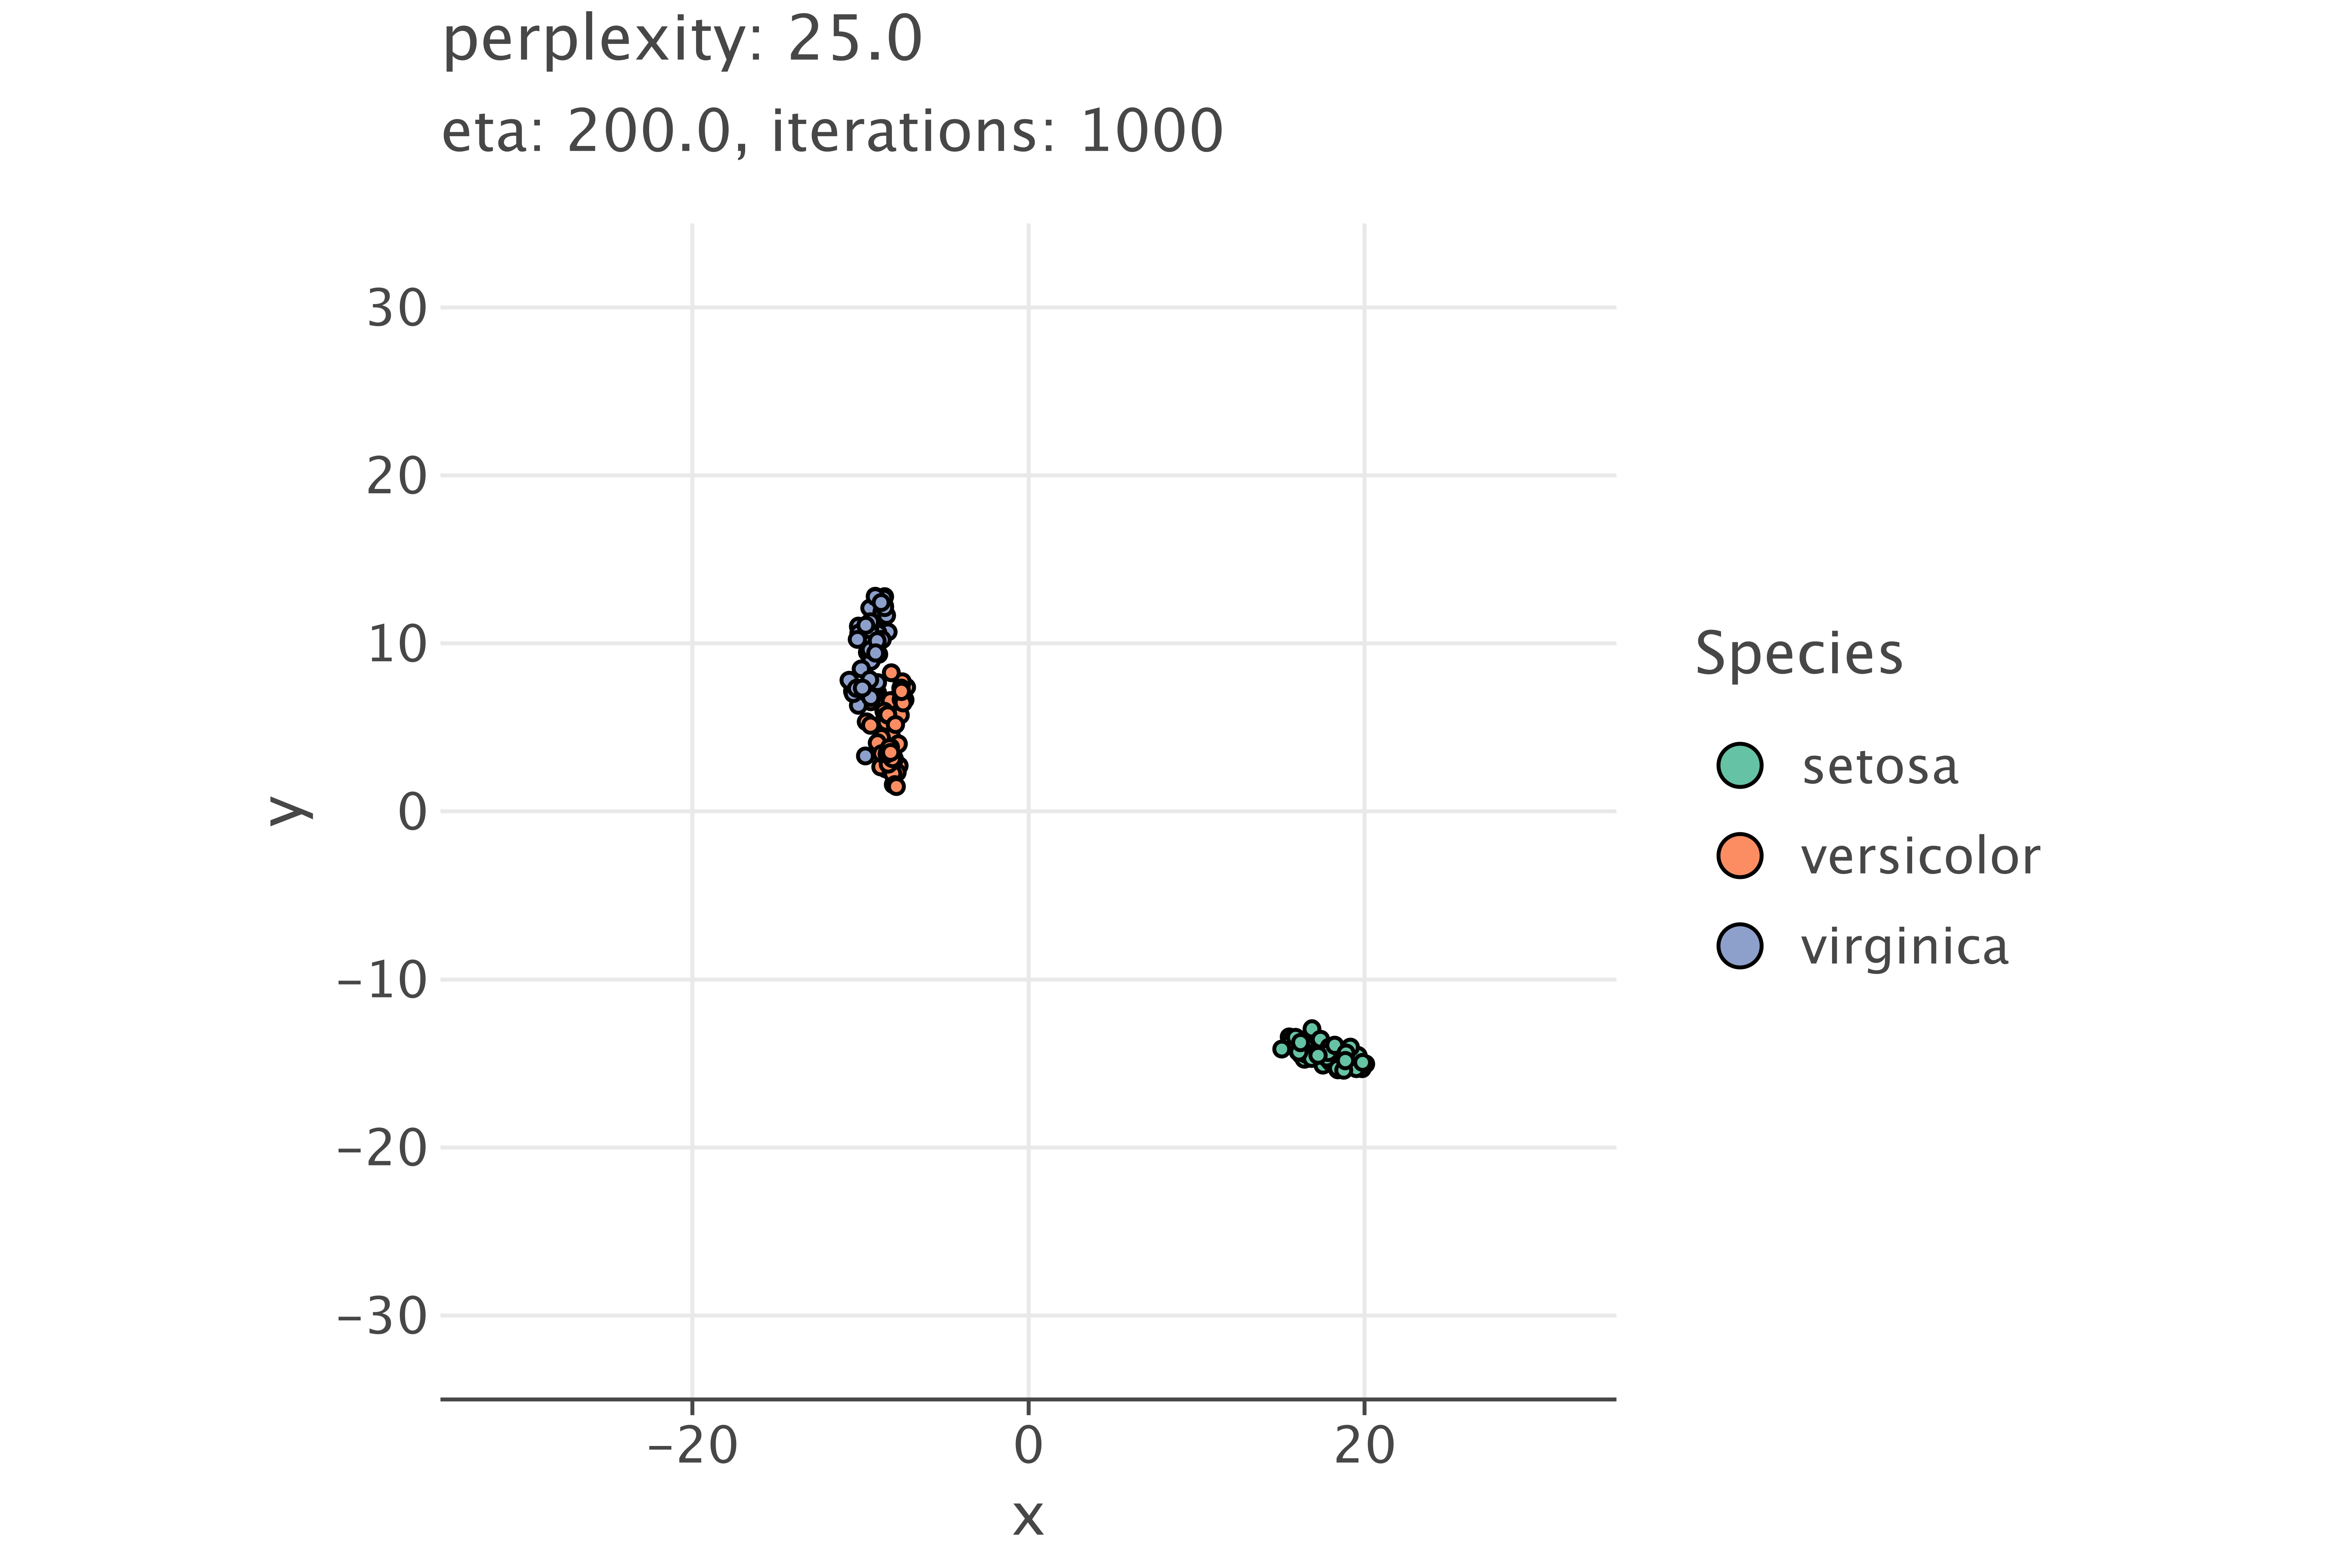 perplexity: 25.0
eta: 200.0, iterations: 1000
30
20
10
0
−10
−20
−30
y
−20 0 20
x
Species
setosa
versicolor
virginica